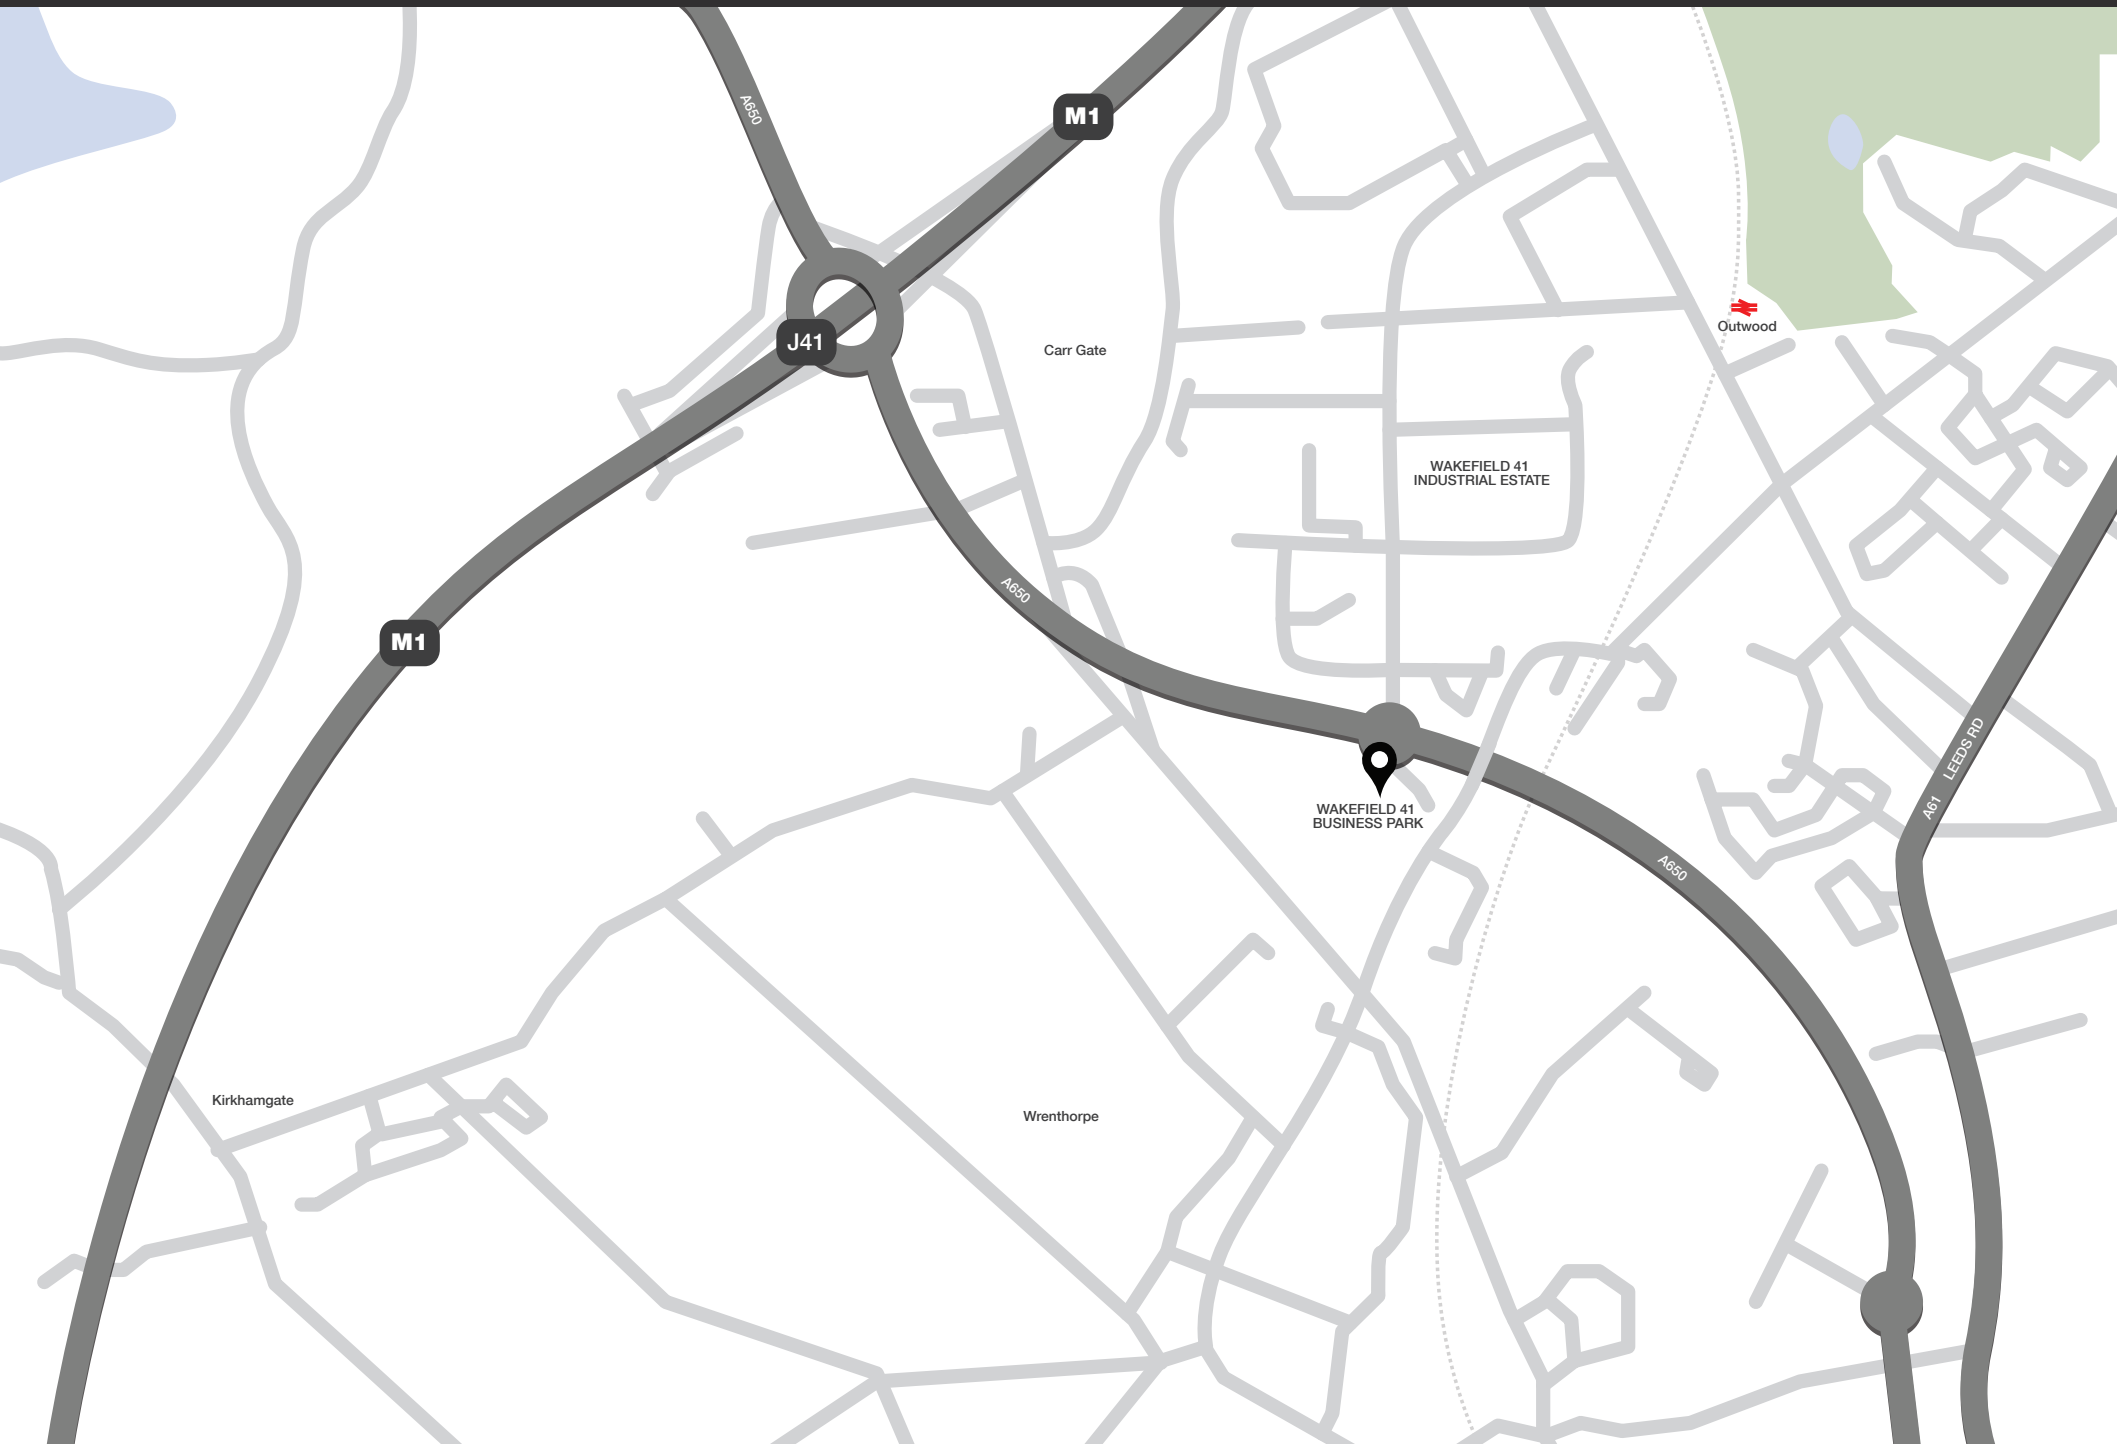 A650
M1
J41
Outwood
Carr Gate
WAKEFIELD 41
INDUSTRIAL ESTATE
A650
M1
LEEDS RD
A61
WAKEFIELD 41
BUSINESS PARK
A650
Kirkhamgate
Wrenthorpe